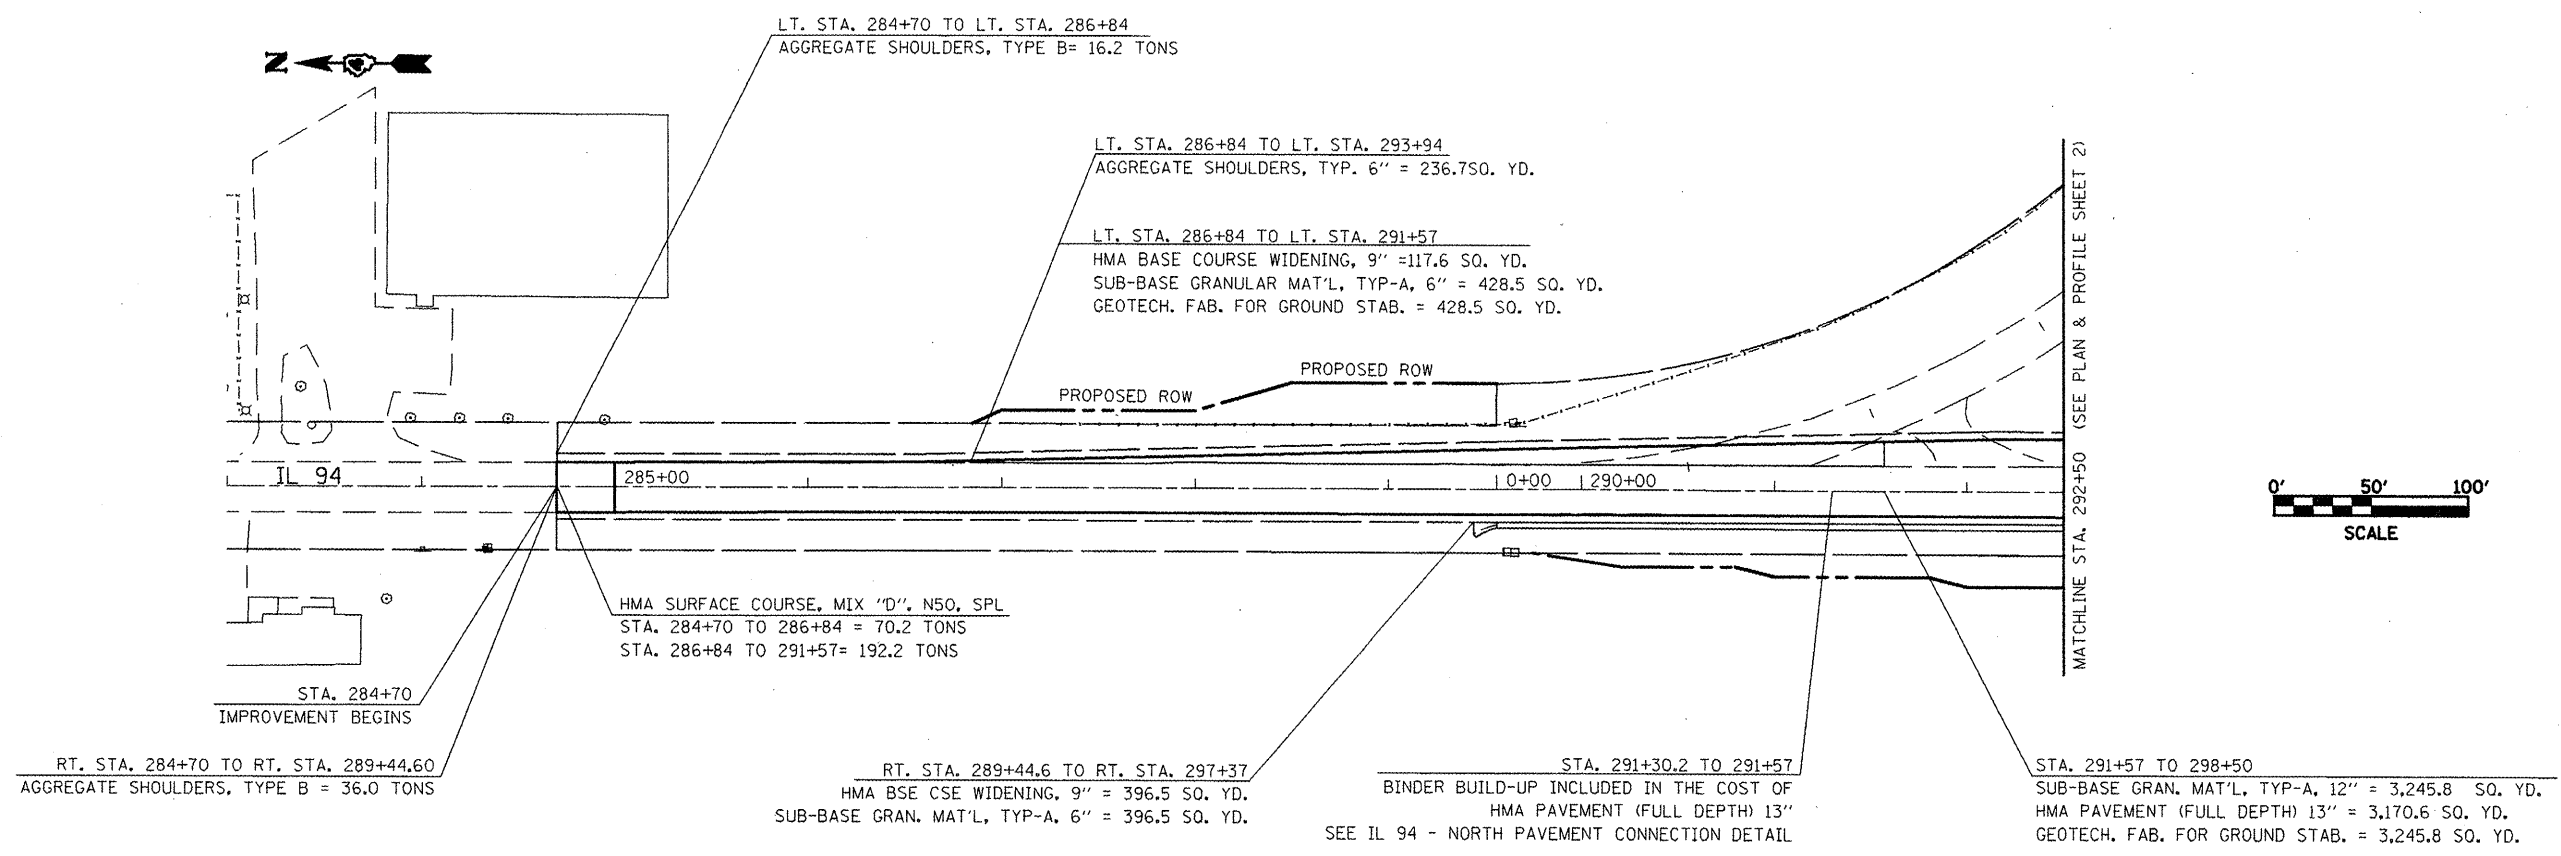 LT. STA. 284+70 TO LT. STA. 286+84
AGGREGATE SHOULDERS, TYPE B= 16.2 TONS
N
LT. STA. 286+84 TO LT. STA. 293+94
AGGREGATE SHOULDERS, TYP. 6" = 236.7SQ. YD.
LT. STA. 286+84 TO LT. STA. 291+57
HMA BASE COURSE WIDENING, 9" =117.6 SQ. YD.
SUB-BASE GRANULAR MAT'L, TYP-A, 6" = 428.5 SQ. YD.
GEOTECH. FAB. FOR GROUND STAB. = 428.5 SQ. YD.
PROPOSED ROW
PROPOSED ROW
IL 94
285+00
0+00
290+00
MATCHLINE STA. 292+50 (SEE PLAN & PROFILE SHEET 2)
0' 50' 100'
SCALE
HMA SURFACE COURSE, MIX "D", N50, SPL
STA. 284+70 TO 286+84 = 70.2 TONS
STA. 286+84 TO 291+57= 192.2 TONS
STA. 284+70
IMPROVEMENT BEGINS
RT. STA. 284+70 TO RT. STA. 289+44.60
AGGREGATE SHOULDERS, TYPE B = 36.0 TONS
RT. STA. 289+44.6 TO RT. STA. 297+37
HMA BSE CSE WIDENING, 9" = 396.5 SQ. YD.
SUB-BASE GRAN. MAT'L, TYP-A, 6" = 396.5 SQ. YD.
STA. 291+30.2 TO 291+57
BINDER BUILD-UP INCLUDED IN THE COST OF
HMA PAVEMENT (FULL DEPTH) 13"
SEE IL 94 - NORTH PAVEMENT CONNECTION DETAIL
STA. 291+57 TO 298+50
SUB-BASE GRAN. MAT'L, TYP-A, 12" = 3,245.8 SQ. YD.
HMA PAVEMENT (FULL DEPTH) 13" = 3,170.6 SQ. YD.
GEOTECH. FAB. FOR GROUND STAB. = 3,245.8 SQ. YD.